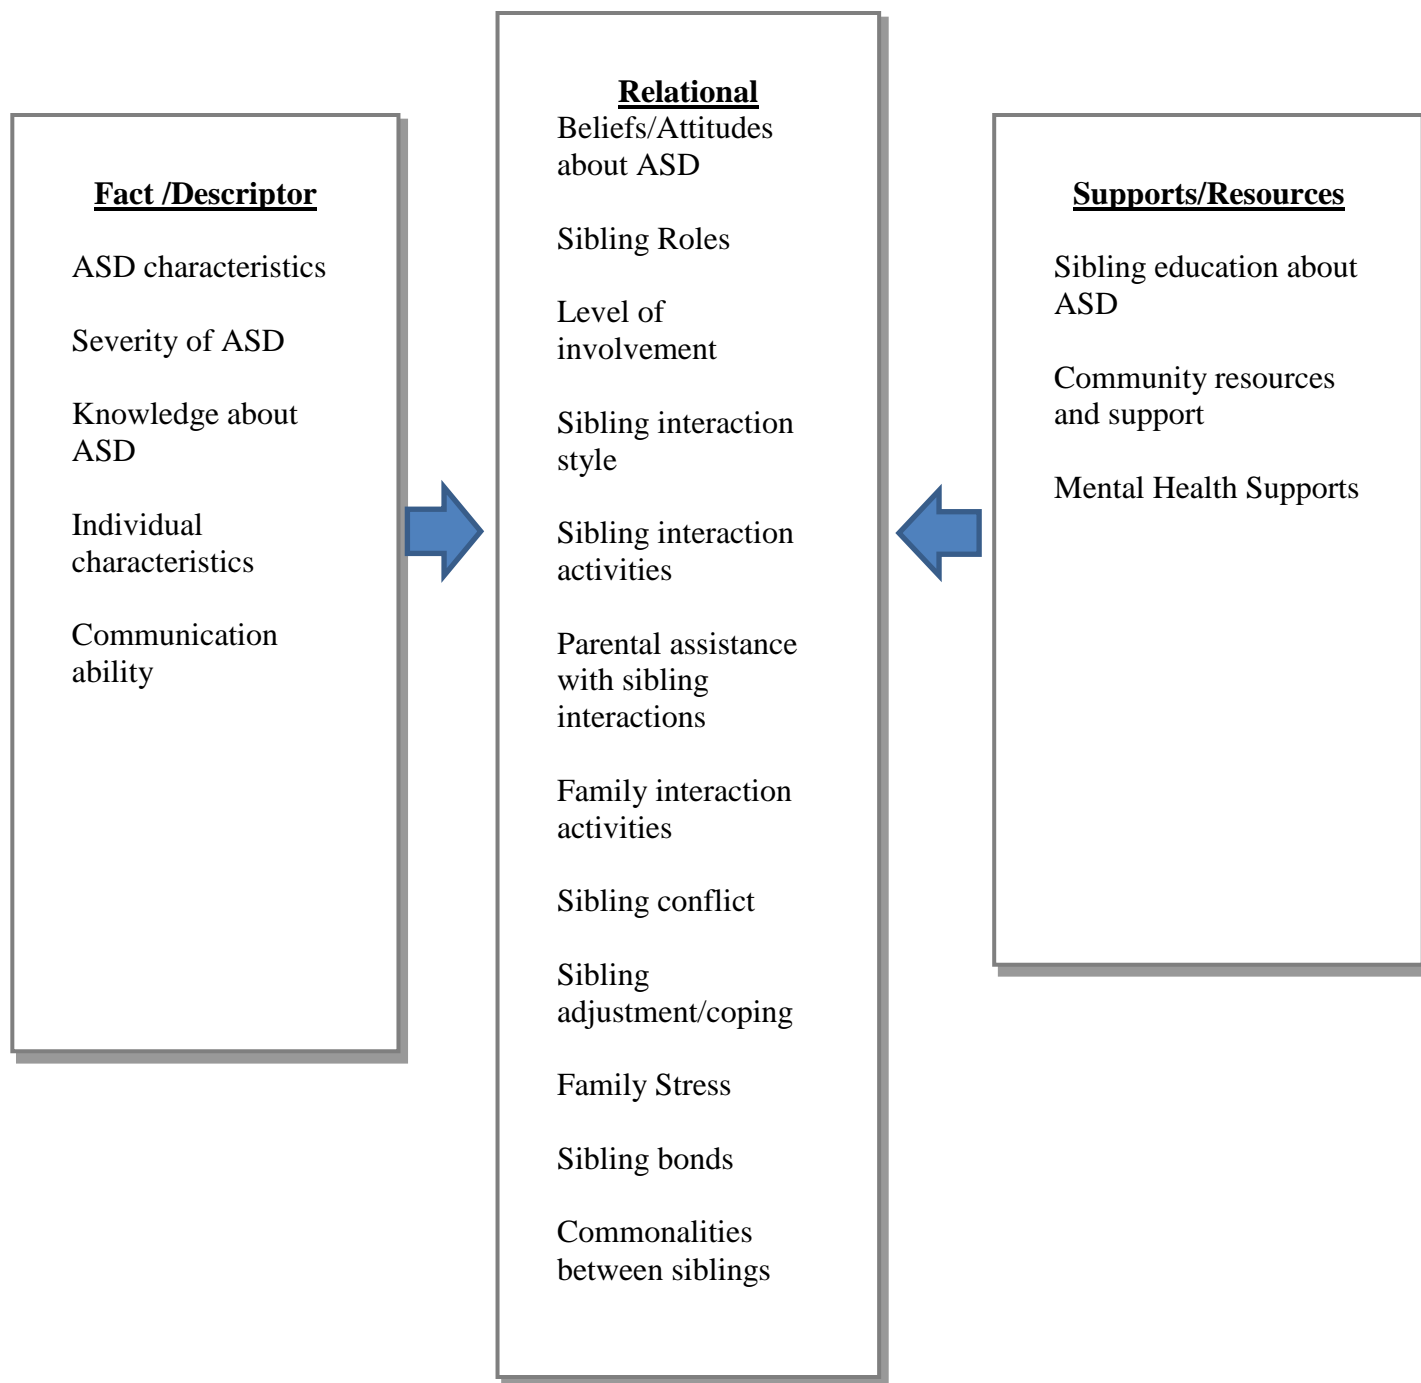 Fact /Descriptor
ASD characteristics
Severity of ASD
Knowledge about
ASD
Individual
characteristics
Communication
ability
Relational
Beliefs/Attitudes
about ASD
Sibling Roles
Level of
involvement
Sibling interaction
style
Sibling interaction
activities
Parental assistance
with sibling
interactions
Family interaction
activities
Sibling conflict
Sibling
adjustment/coping
Family Stress
Sibling bonds
Commonalities
between siblings
Supports/Resources
Sibling education about
ASD
Community resources
and support
Mental Health Supports